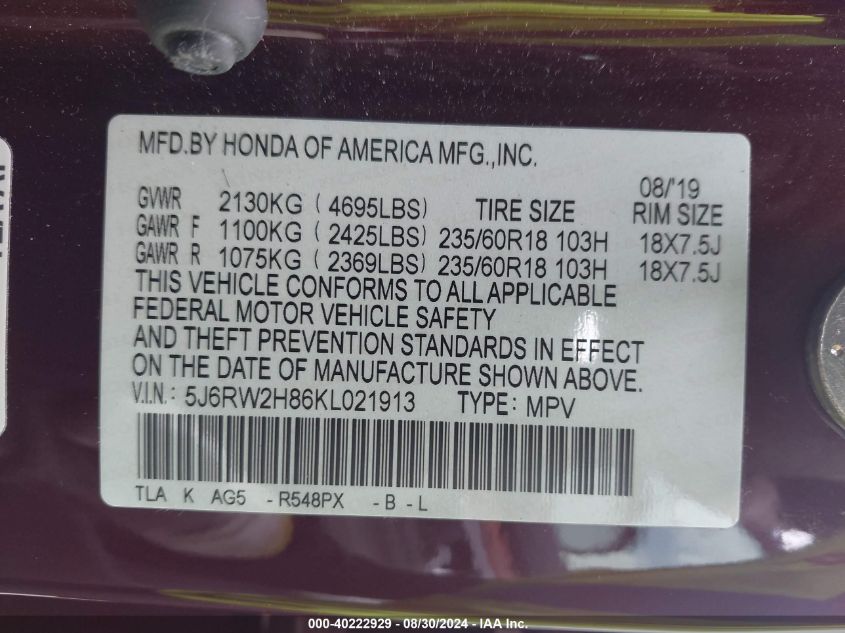 MFD.BY HONDA OF AMERICA MFG.,INC.
08/'19
GVWR 2130KG ( 4695LBS) TIRE SIZE RIM SIZE
GAWR F 1100KG ( 2425LBS) 235/60R18 103H 18X7.5J
GAWR R 1075KG ( 2369LBS) 235/60R18 103H 18X7.5J
THIS VEHICLE CONFORMS TO ALL APPLICABLE
FEDERAL MOTOR VEHICLE SAFETY
AND THEFT PREVENTION STANDARDS IN EFFECT
ON THE DATE OF MANUFACTURE SHOWN ABOVE.
V.I.N.: 5J6RW2H86KL021913 TYPE: MPV
TLA K AG5 -R548PX -B -L
000-40222929 - 08/30/2024 - IAA Inc.